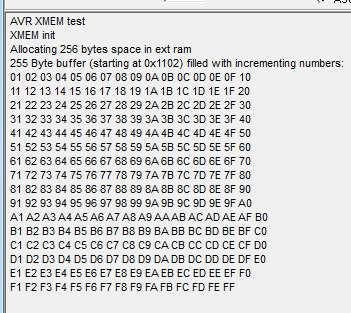 AVR XMEM test
XMEM init
Allocating 256 bytes space in ext ram
255 Byte buffer (starting at 0x1102) filled with incrementing numbers:
01 02 03 04 05 06 07 08 09 0A 0B 0C 0D 0E 0F 10
11 12 13 14 15 16 17 18 19 1A 1B 1C 1D 1E 1F 20
21 22 23 24 25 26 27 28 29 2A 2B 2C 2D 2E 2F 30
31 32 33 34 35 36 37 38 39 3A 3B 3C 3D 3E 3F 40
41 42 43 44 45 46 47 48 49 4A 4B 4C 4D 4E 4F 50
51 52 53 54 55 56 57 58 59 5A 5B 5C 5D 5E 5F 60
61 62 63 64 65 66 67 68 69 6A 6B 6C 6D 6E 6F 70
71 72 73 74 75 76 77 78 79 7A 7B 7C 7D 7E 7F 80
81 82 83 84 85 86 87 88 89 8A 8B 8C 8D 8E 8F 90
91 92 93 94 95 96 97 98 99 9A 9B 9C 9D 9E 9F A0
A1 A2 A3 A4 A5 A6 A7 A8 A9 AA AB AC AD AE AF B0
B1 B2 B3 B4 B5 B6 B7 B8 B9 BA BB BC BD BE BF C0
C1 C2 C3 C4 C5 C6 C7 C8 C9 CA CB CC CD CE CF D0
D1 D2 D3 D4 D5 D6 D7 D8 D9 DA DB DC DD DE DF E0
E1 E2 E3 E4 E5 E6 E7 E8 E9 EA EB EC ED EE EF F0
F1 F2 F3 F4 F5 F6 F7 F8 F9 FA FB FC FD FE FF